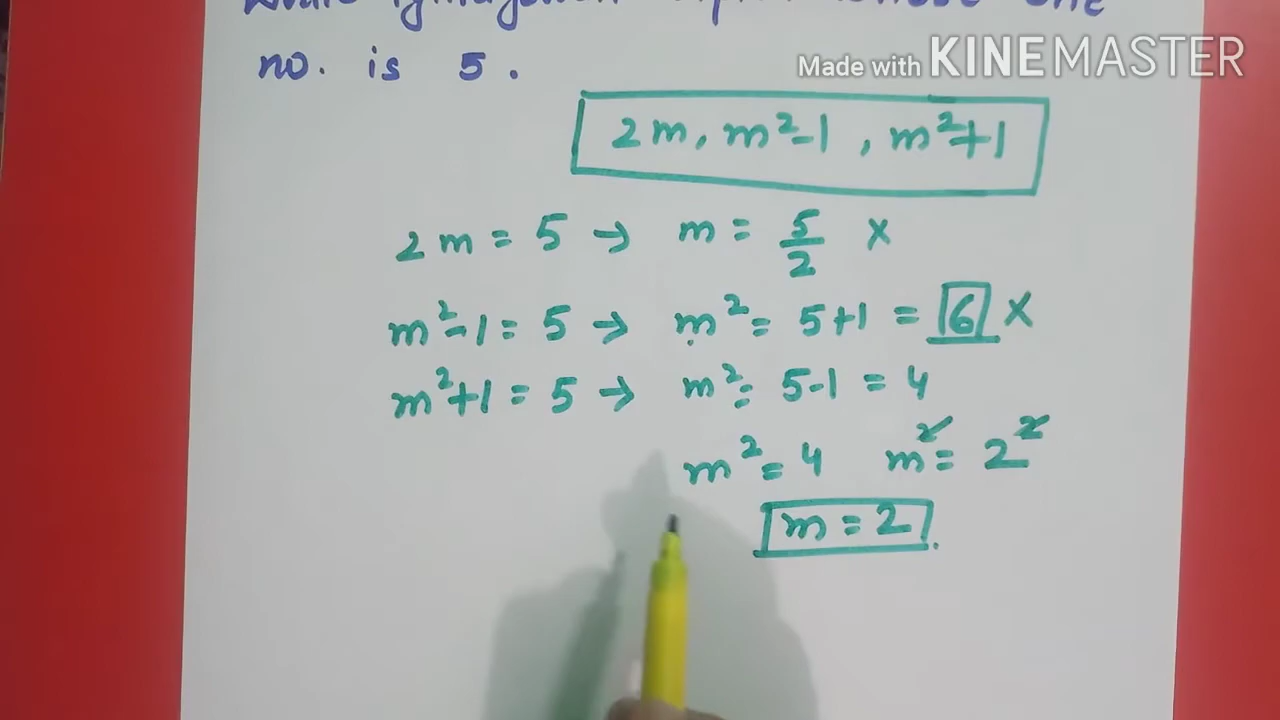 no. is 5.
Made with KINEMASTER
2m, m²-1, m²+1
2m = 5 → m = 5/2 ×
m²-1 = 5 → m² = 5+1 = 6 ×
m²+1 = 5 → m² = 5-1 = 4
m² = 4 m² = 2²
m = 2.